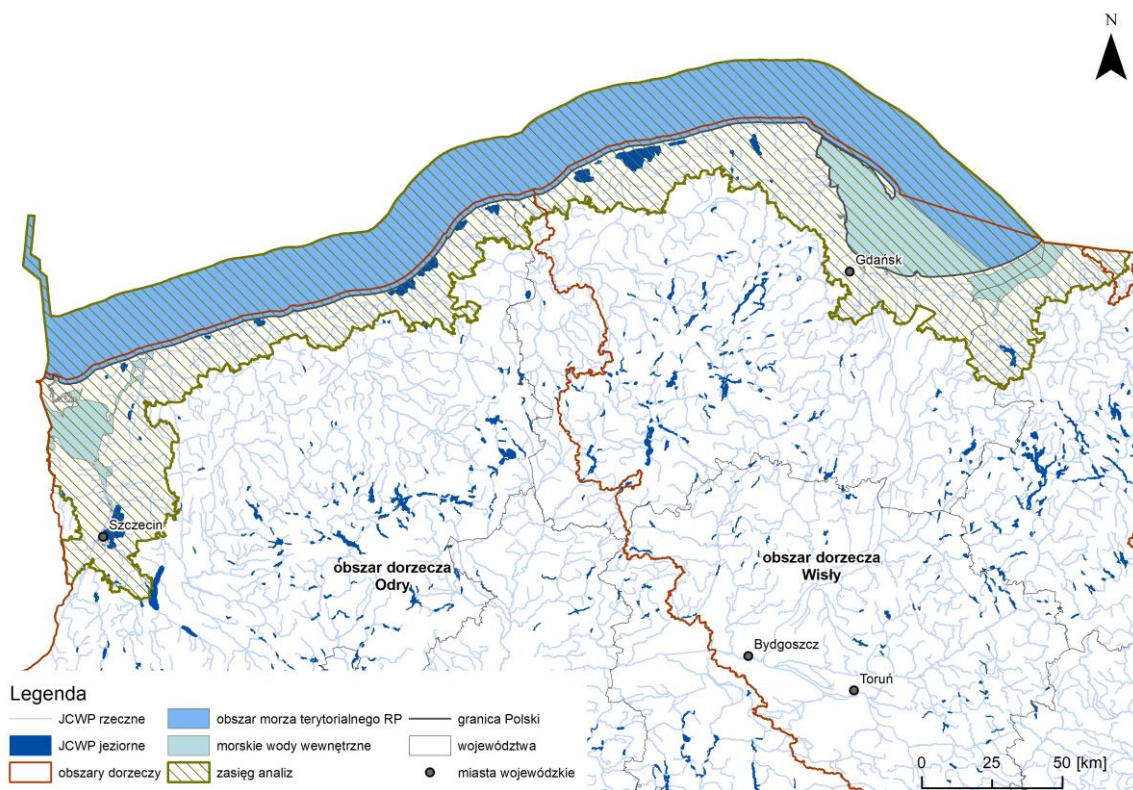 N
Gdańsk
Szczecin
obszar dorzecza
Odry
obszar dorzecza
Wisły
Bydgoszcz
Toruń
Legenda
JCWP rzeczne
obszar morza terytorialnego RP
granica Polski
JCWP jeziorne
morskie wody wewnętrzne
województwa
obszary dorzeczy
zasięg analiz
miasta wojewódzkie
0 25 50 [km]